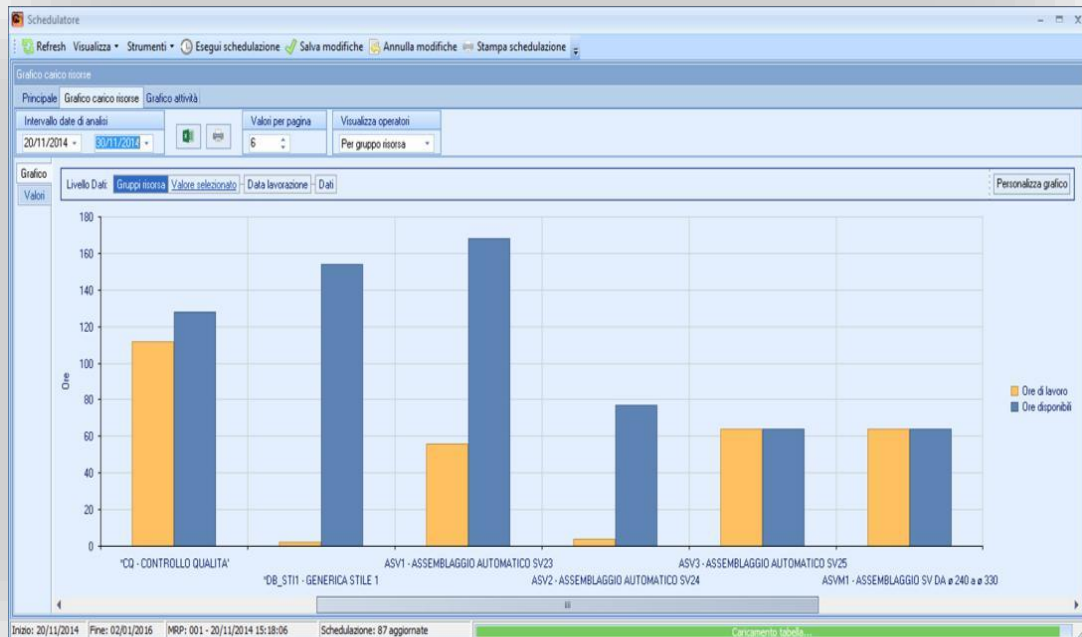 Schedulatore
Refresh Visualizza Strumenti Esegui schedulazione Salva modifiche Annulla modifiche Stampa schedulazione
Grafico carico risorse
Principale Grafico carico risorse Grafico attività
Intervallo date di analisi Valori per pagina Visualizza operatori
20/11/2014 30/11/2014 6 Per gruppo risorsa
Grafico
Valori
Livello Dati: Gruppi risorsa Valore selezionato Data lavorazione Dati Personalizza grafico
180
160
140
120
100
80
60
40
20
0
Ore
Ore di lavoro
Ore disponibili
"CQ - CONTROLLO QUALITA' ASV1 - ASSEMBLAGGIO AUTOMATICO SV23 ASV3 - ASSEMBLAGGIO AUTOMATICO SV25
"DB_STI1 - GENERICA STILE 1 ASV2 - ASSEMBLAGGIO AUTOMATICO SV24 ASVM1 - ASSEMBLAGGIO SV DA ø 240 a ø 330
Inizio: 20/11/2014 Fine: 02/01/2016 MRP: 001 - 20/11/2014 15:18:06 Schedulazione: 87 aggiornate Caricamento tabella...